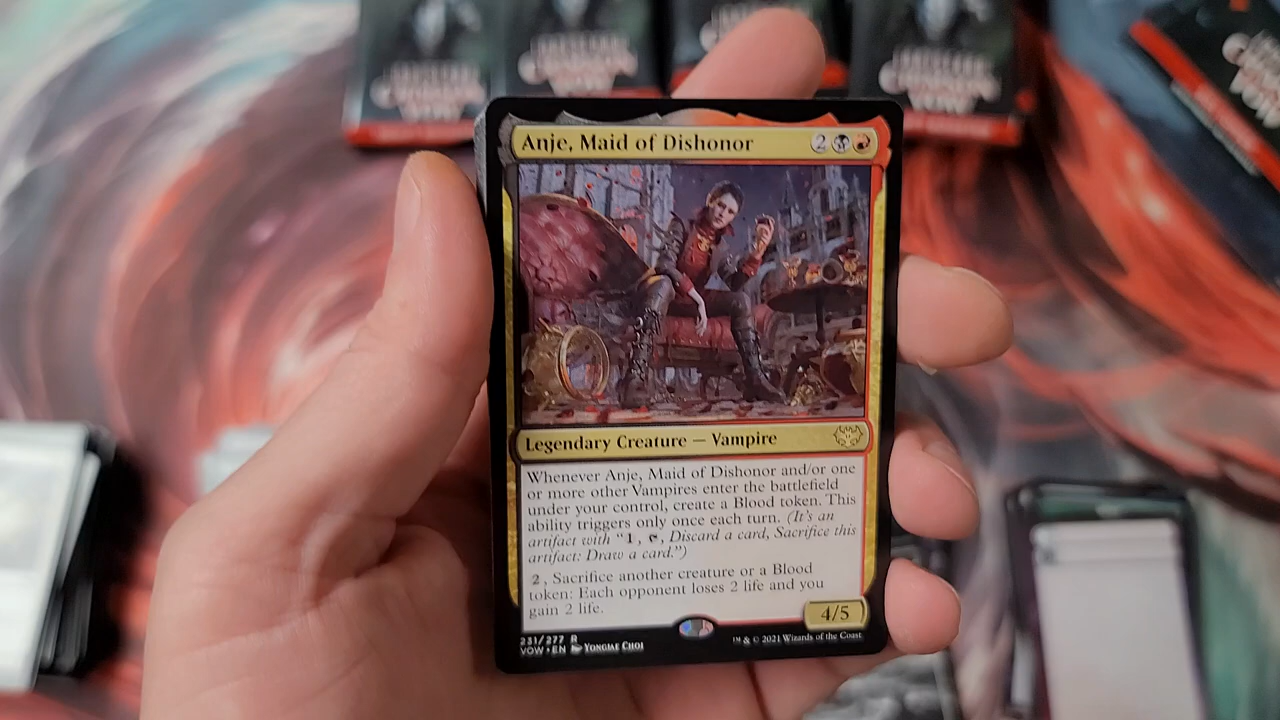 Anje, Maid of Dishonor 2
Legendary Creature — Vampire
Whenever Anje, Maid of Dishonor and/or one
or more other Vampires enter the battlefield
under your control, create a Blood token. This
ability triggers only once each turn. (It's an
artifact with “1, , Discard a card, Sacrifice this
artifact: Draw a card.”)
2, Sacrifice another creature or a Blood
token: Each opponent loses 2 life and you
gain 2 life.
4/5
231/277 R
VOW • EN Yongjae Choi
™ & © 2021 Wizards of the Coast